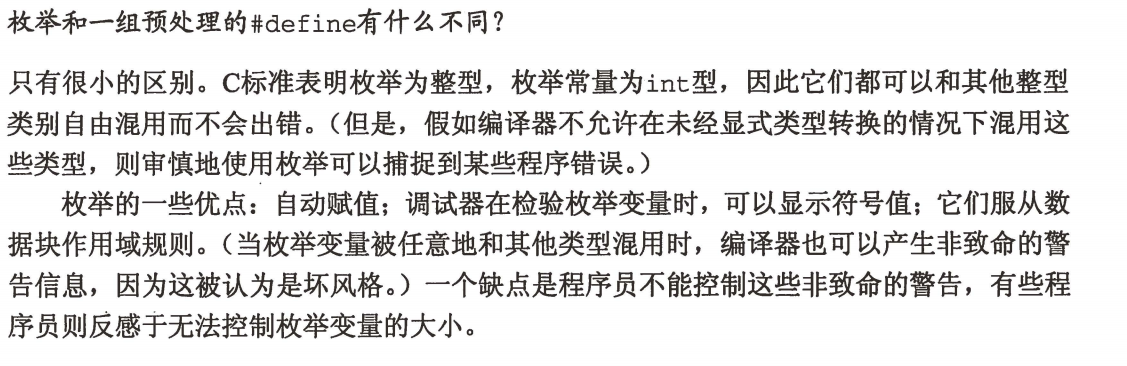 枚举和一组预处理的#define有什么不同？
只有很小的区别。C标准表明枚举为整型，枚举常量为int型，因此它们都可以和其他整型
类别自由混用而不会出错。（但是，假如编译器不允许在未经显式类型转换的情况下混用这
些类型，则审慎地使用枚举可以捕捉到某些程序错误。）
枚举的一些优点：自动赋值；调试器在检验枚举变量时，可以显示符号值；它们服从数
据块作用域规则。（当枚举变量被任意地和其他类型混用时，编译器也可以产生非致命的警
告信息，因为这被认为是坏风格。）一个缺点是程序员不能控制这些非致命的警告，有些程
序员则反感于无法控制枚举变量的大小。